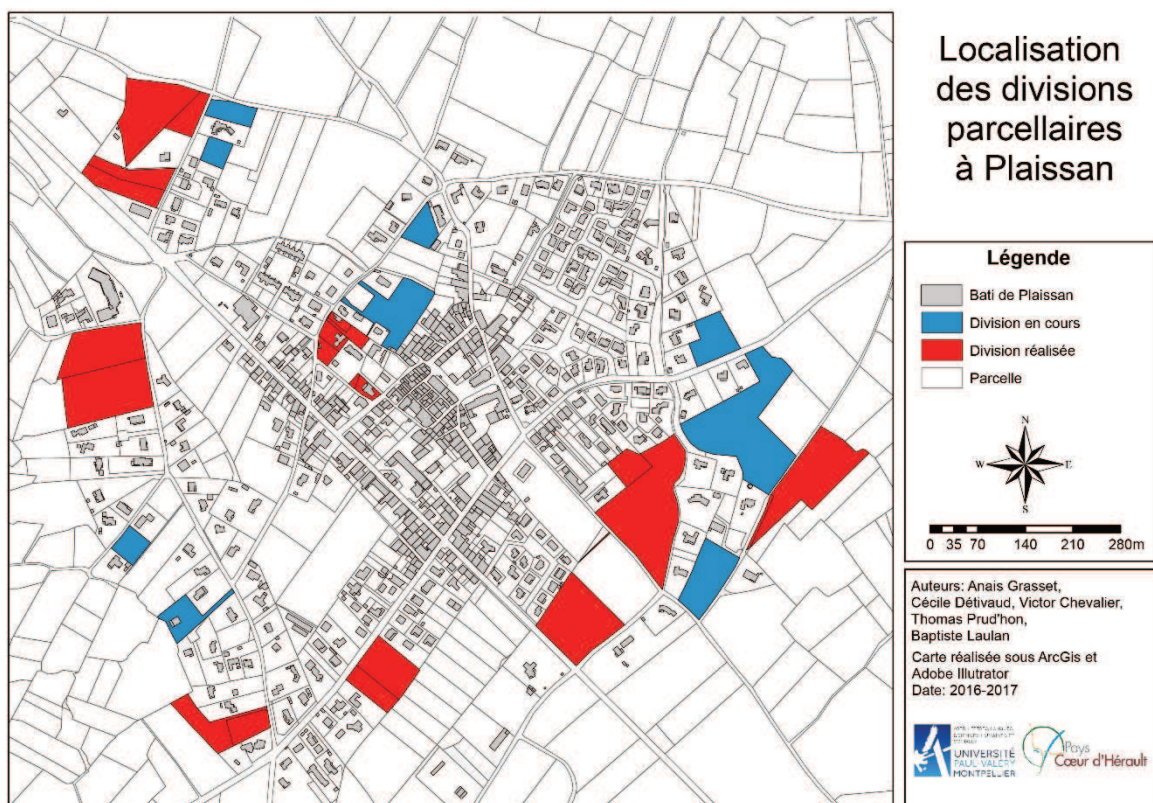 Localisation
des divisions
parcellaires
à Plaissan
Légende
Bati de Plaissan
Division en cours
Division réalisée
Parcelle
N
W
E
S
0 35 70 140 210 280m
Auteurs: Anais Grasset,
Cécile Détivaud, Victor Chevalier,
Thomas Prud'hon,
Baptiste Laulan
Carte réalisée sous ArcGis et
Adobe Illutrator
Date: 2016-2017
UNIVERSITÉ
PAUL VALÉRY
MONTPELLIER
Pays
Cœur d'Hérault